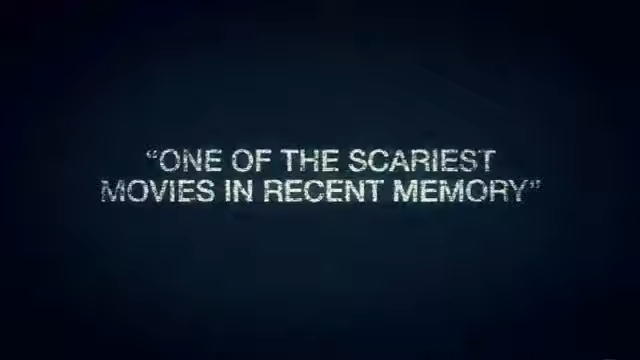 “ONE OF THE SCARIEST
MOVIES IN RECENT MEMORY”